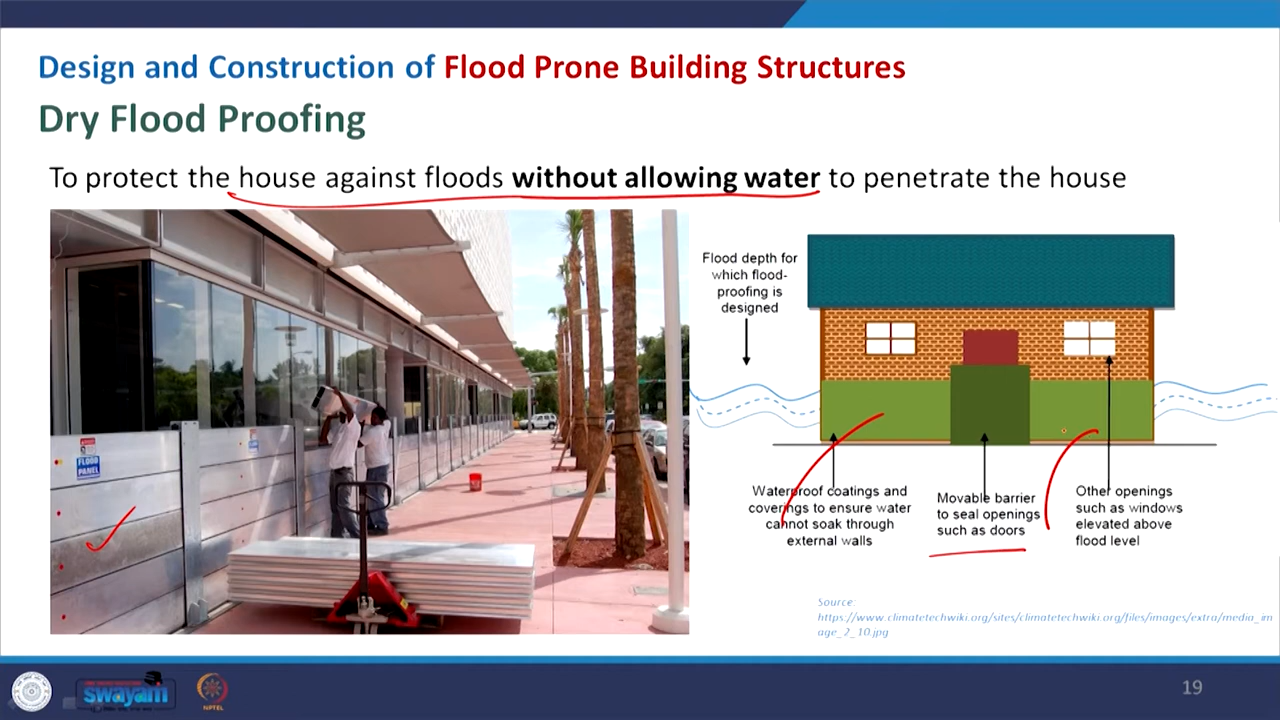 Design and Construction of Flood Prone Building Structures
Dry Flood Proofing
To protect the house against floods without allowing water to penetrate the house
FLOOD
PANEL
Flood depth for
which flood-
proofing is
designed
Waterproof coatings and
coverings to ensure water
cannot soak through
external walls
Movable barrier
to seal openings
such as doors
Other openings
such as windows
elevated above
flood level
Source:
https://www.climatetechwiki.org/sites/climatetechwiki.org/files/images/extra/media_im
age_2_10.jpg
swayam
NPTEL
19